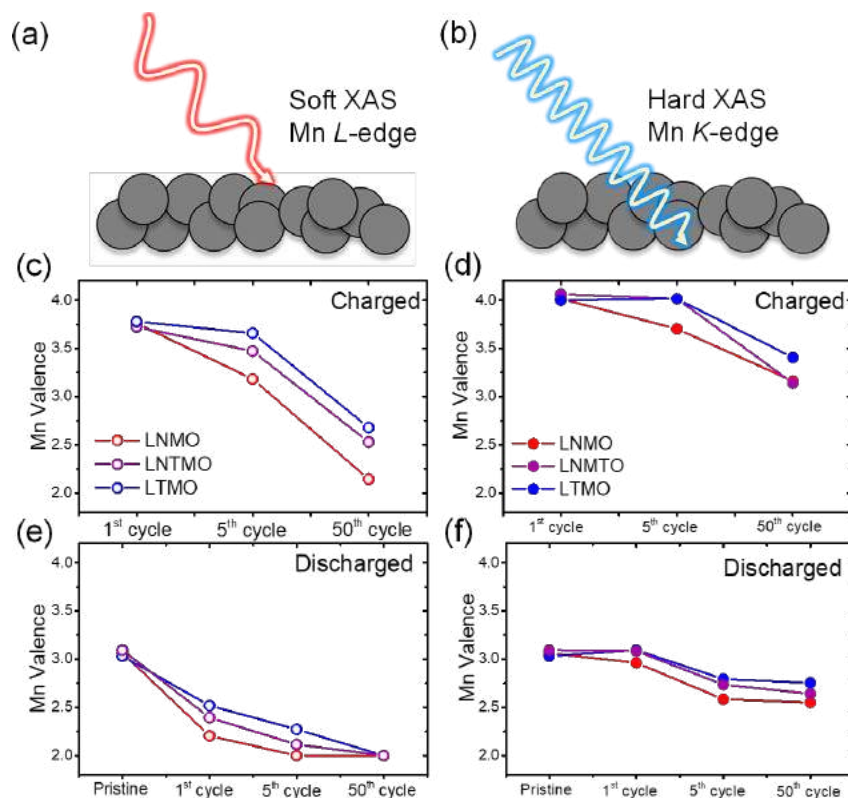 (a)
Soft XAS
Mn L-edge
(b)
Hard XAS
Mn K-edge
(c)
Charged
4.0
3.5
3.0
2.5
2.0
Mn Valence
LNMO
LNTMO
LTMO
1st cycle
5th cycle
50th cycle
(d)
Charged
4.0
3.5
3.0
2.5
2.0
Mn Valence
LNMO
LNMTO
LTMO
1st cycle
5th cycle
50th cycle
(e)
Discharged
4.0
3.5
3.0
2.5
2.0
Mn Valence
Pristine
1st cycle
5th cycle
50th cycle
(f)
Discharged
4.0
3.5
3.0
2.5
2.0
Mn Valence
Pristine
1st cycle
5th cycle
50th cycle